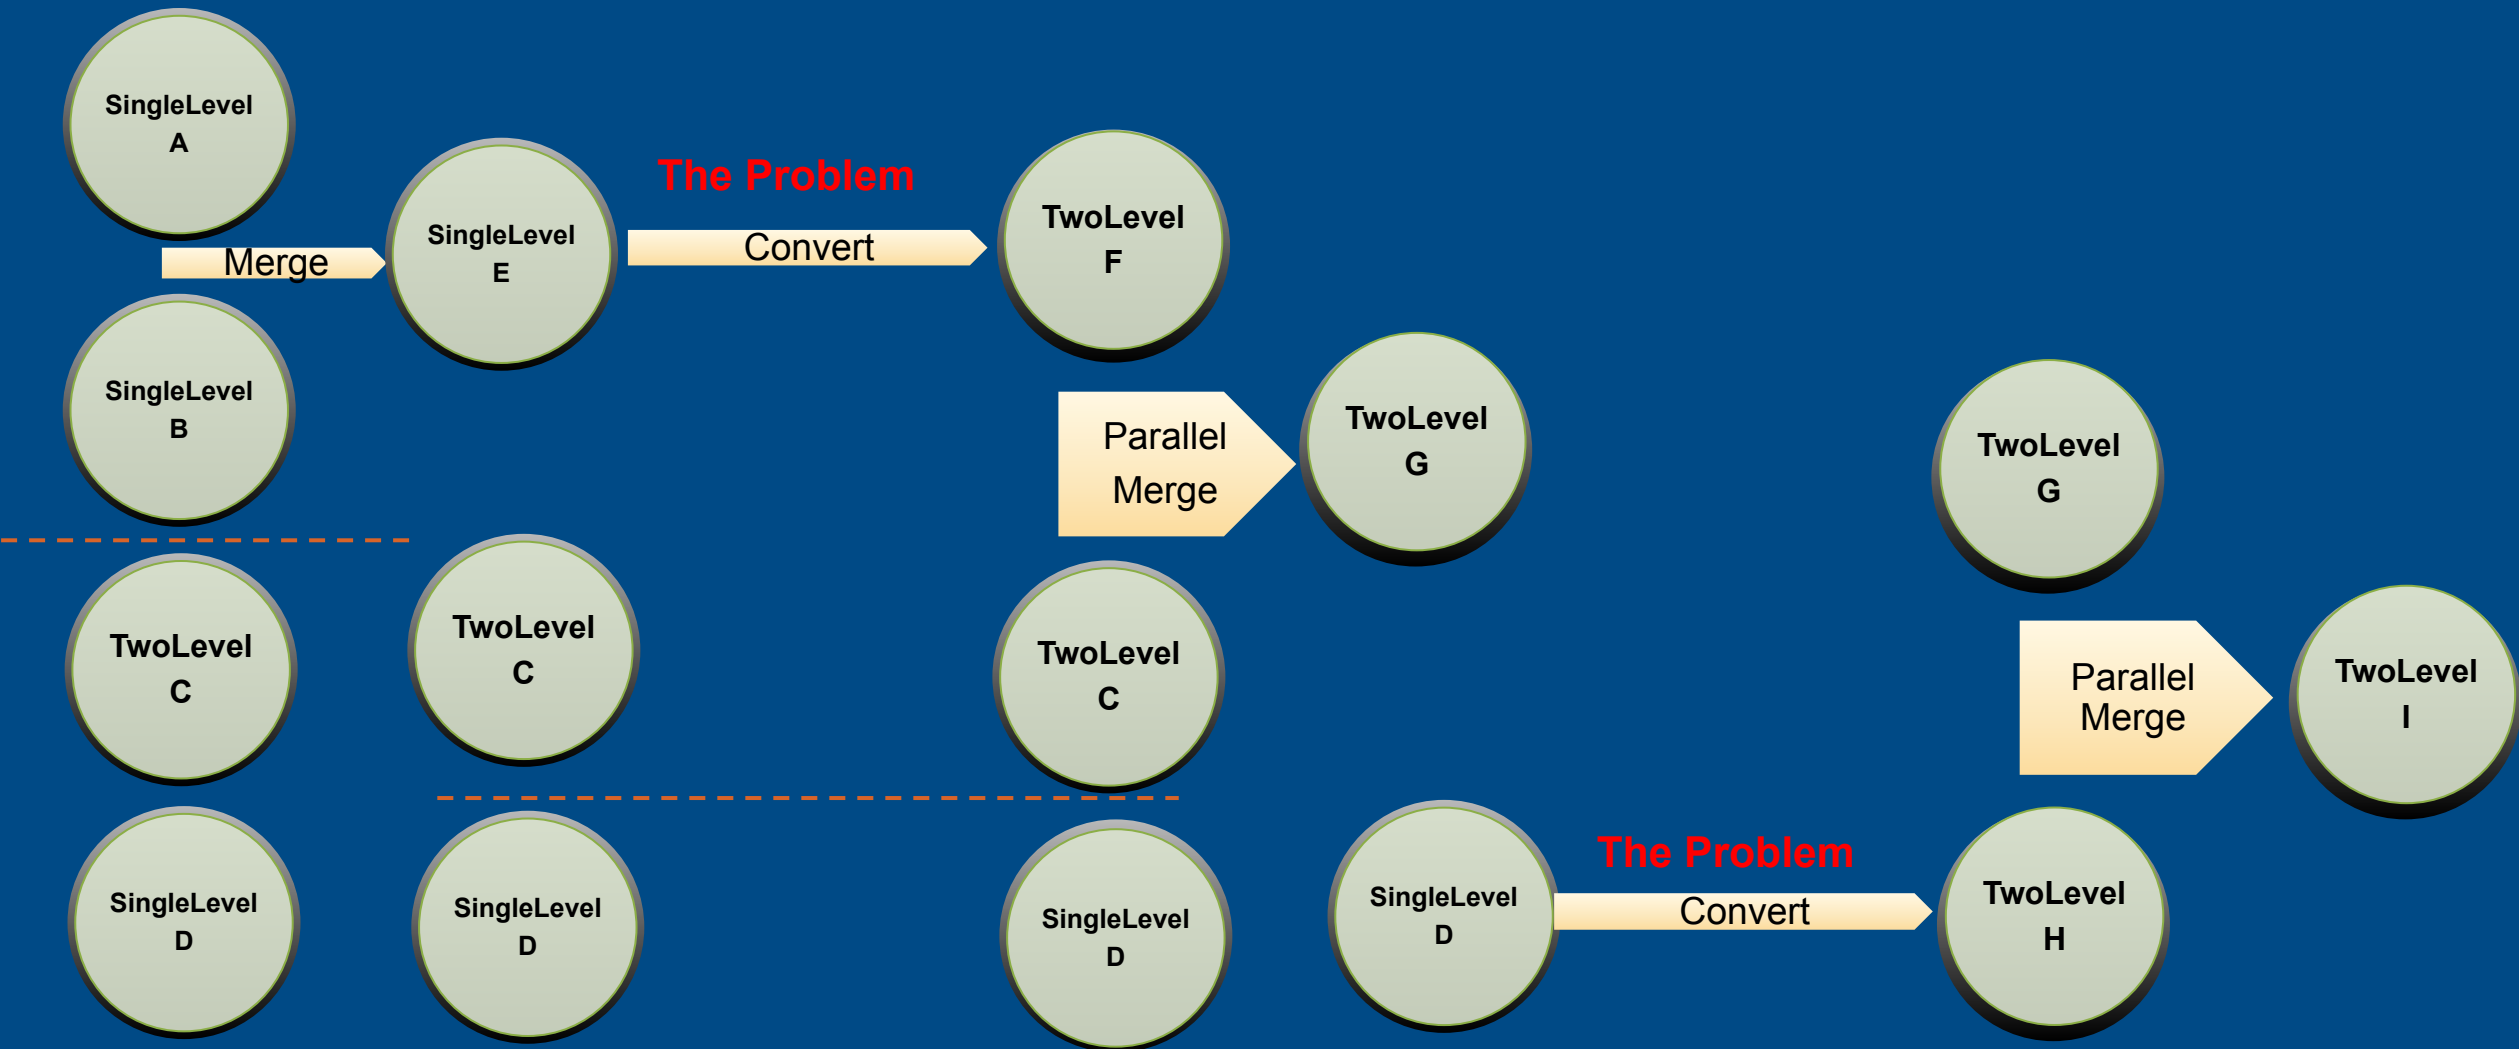 SingleLevel
A
Merge
SingleLevel
B
SingleLevel
E
The Problem
Convert
TwoLevel
F
Parallel
Merge
TwoLevel
G
TwoLevel
C
TwoLevel
C
TwoLevel
C
TwoLevel
G
Parallel
Merge
TwoLevel
I
SingleLevel
D
SingleLevel
D
SingleLevel
D
SingleLevel
D
The Problem
Convert
TwoLevel
H